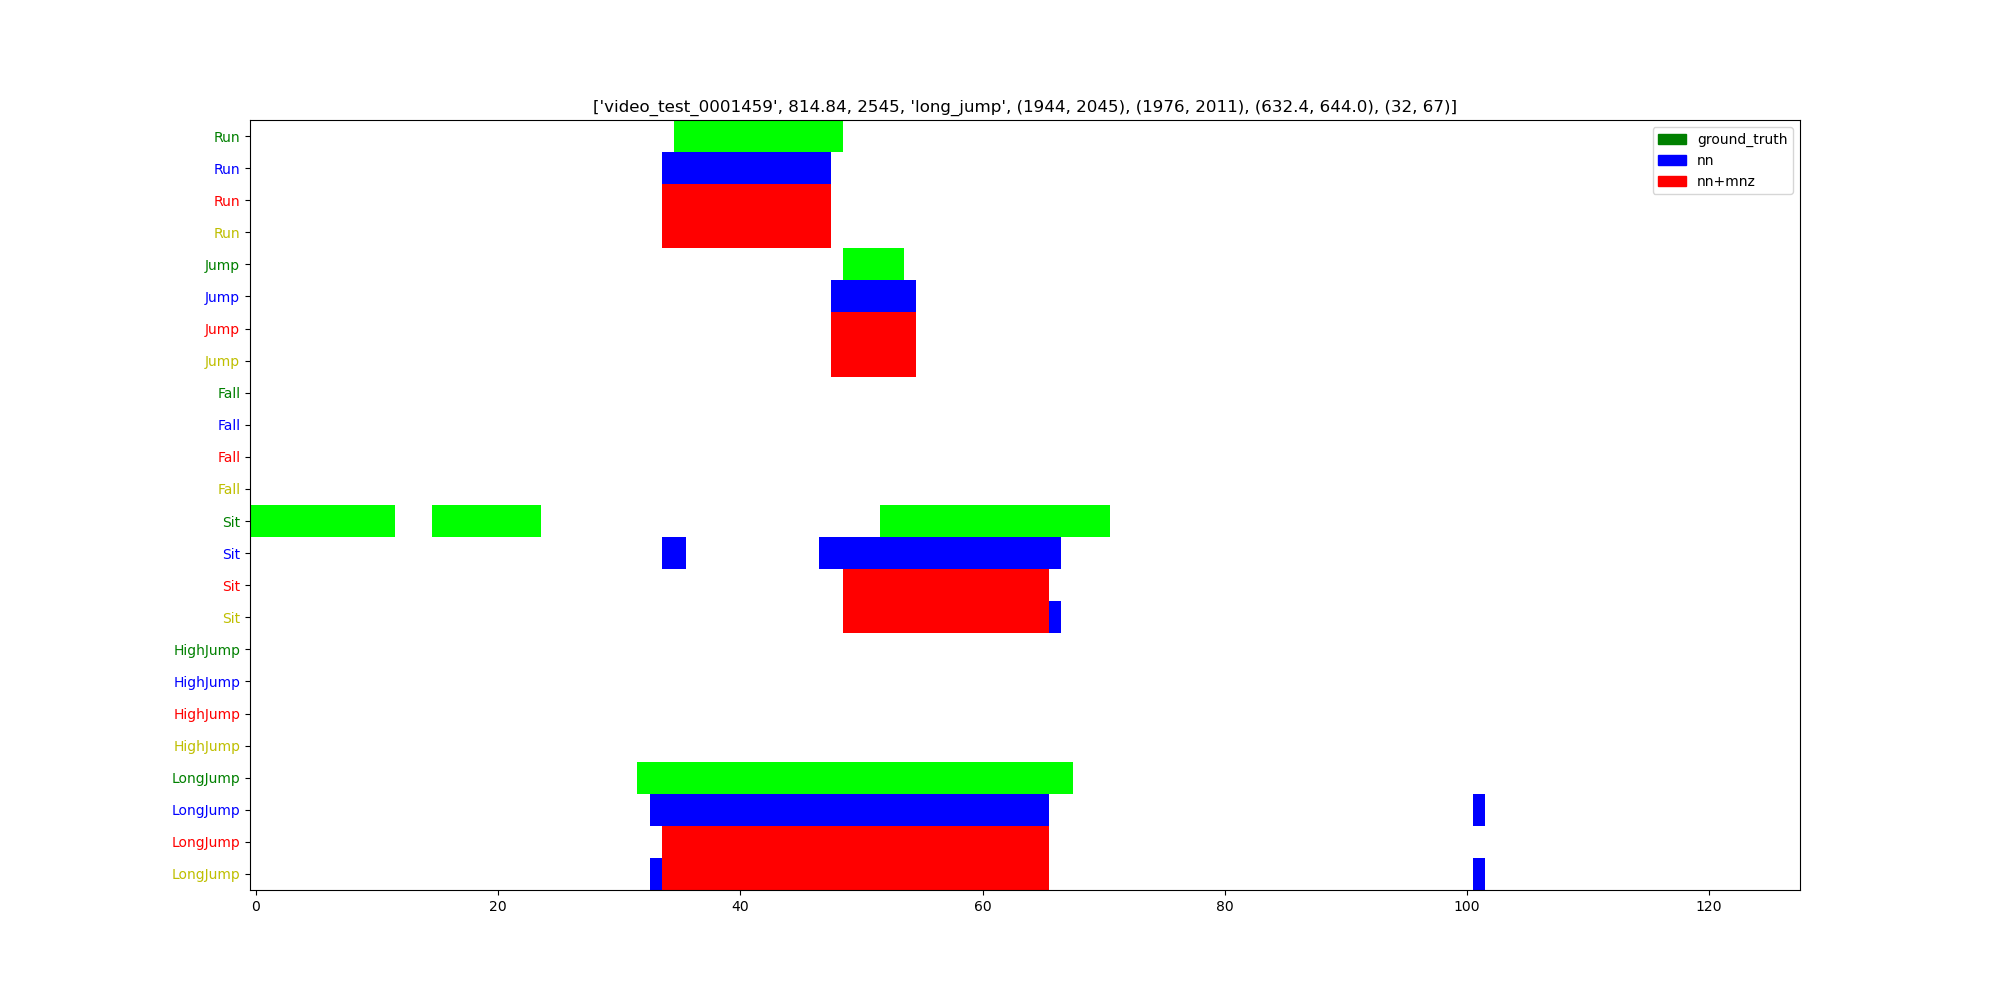 ['video_test_0001459', 814.84, 2545, 'long_jump', (1944, 2045), (1976, 2011), (632.4, 644.0), (32, 67)]
ground_truth
nn
nn+mnz
Run
Run
Run
Run
Jump
Jump
Jump
Jump
Fall
Fall
Fall
Fall
Sit
Sit
Sit
Sit
HighJump
HighJump
HighJump
HighJump
LongJump
LongJump
LongJump
LongJump
0 20 40 60 80 100 120